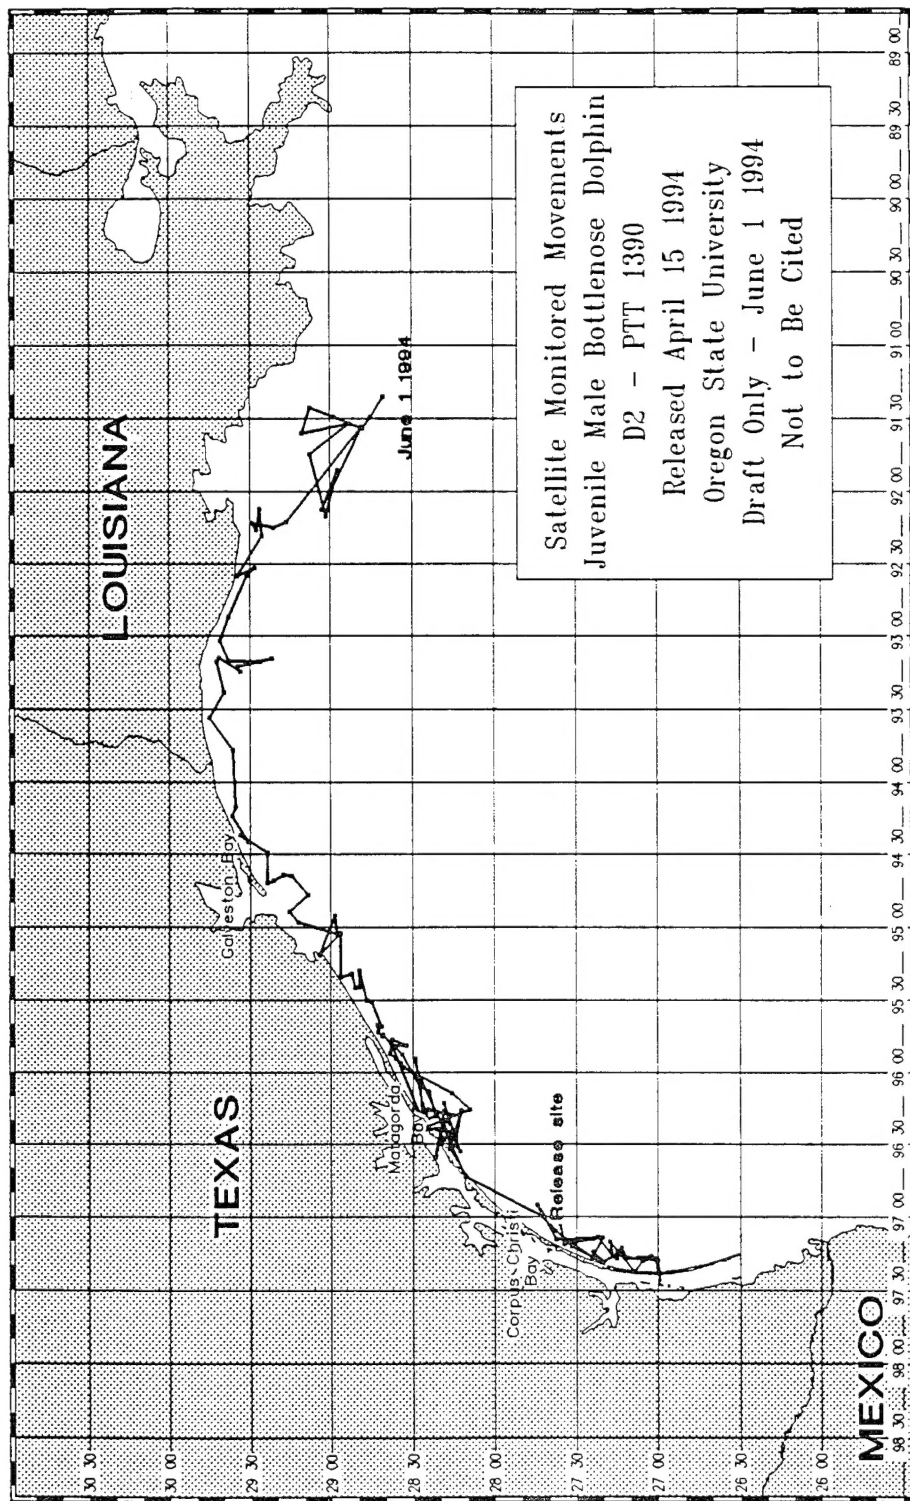 LOUISIANA
TEXAS
MEXICO
Galveston Bay
Matagorda
Bay
Corpus Christi
Bay
Release site
June 1 1994
Satellite Monitored Movements
Juvenile Male Bottlenose Dolphin
D2 - PTT 1390
Released April 15 1994
Oregon State University
Draft Only - June 1 1994
Not to Be Cited
30
30 00
29 30
29 00
28 30
28 00
27 30
27 00
26 30
26 00
98 30
98 00
97 30
97 00
96 30
96 00
95 30
95 00
94 30
94 00
93 30
93 00
92 30
92 00
91 30
91 00
90 30
90 00
89 30
89 00